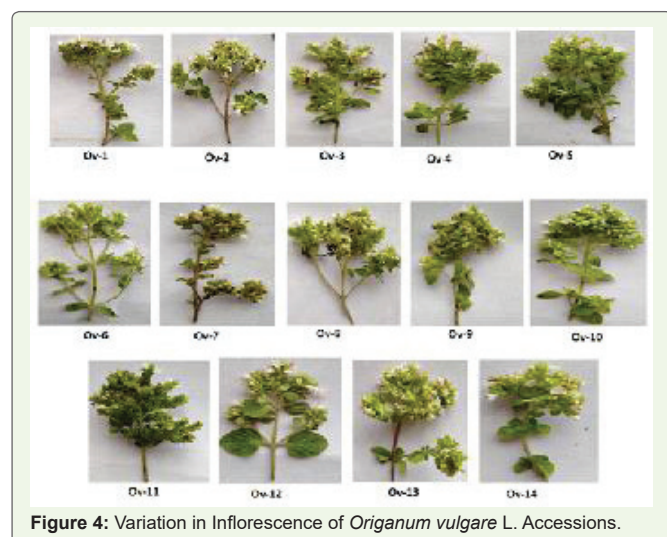 Ov-1 Ov-2 Ov-3 Ov-4 Ov-5
Ov-6 Ov-7 Ov-8 Ov-9 Ov-10
Ov-11 Ov-12 Ov-13 Ov-14
Figure 4: Variation in Inflorescence of Origanum vulgare L. Accessions.